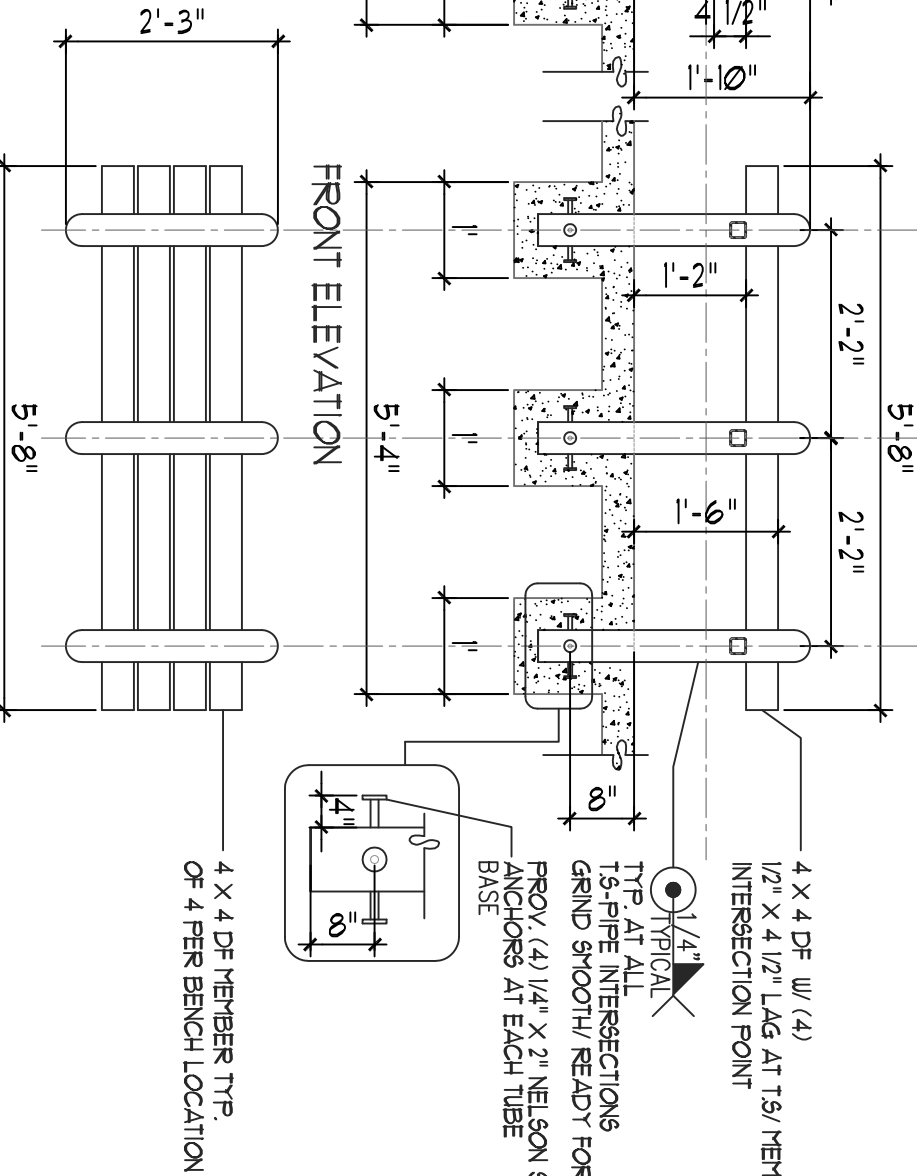 4 1/2"
2'-3"
1'-10"
1'-2"
2'-2"
5'-8"
1'-6"
2'-2"
1'
1'
1'
5'-4"
5'-8"
FRONT ELEVATION
8"
4"
8"
4 X 4 DF W/ (4)
1/2" X 4 1/2" LAG AT T.S/ MEM
INTERSECTION POINT
1/4"
TYPICAL
TYP. AT ALL
T.S-PIPE INTERSECTIONS
GRIND SMOOTH/ READY FOR
PROV. (4) 1/4" X 2" NELSON S
ANCHORS AT EACH TUBE
BASE
4 X 4 DF MEMBER TYP.
OF 4 PER BENCH LOCATION